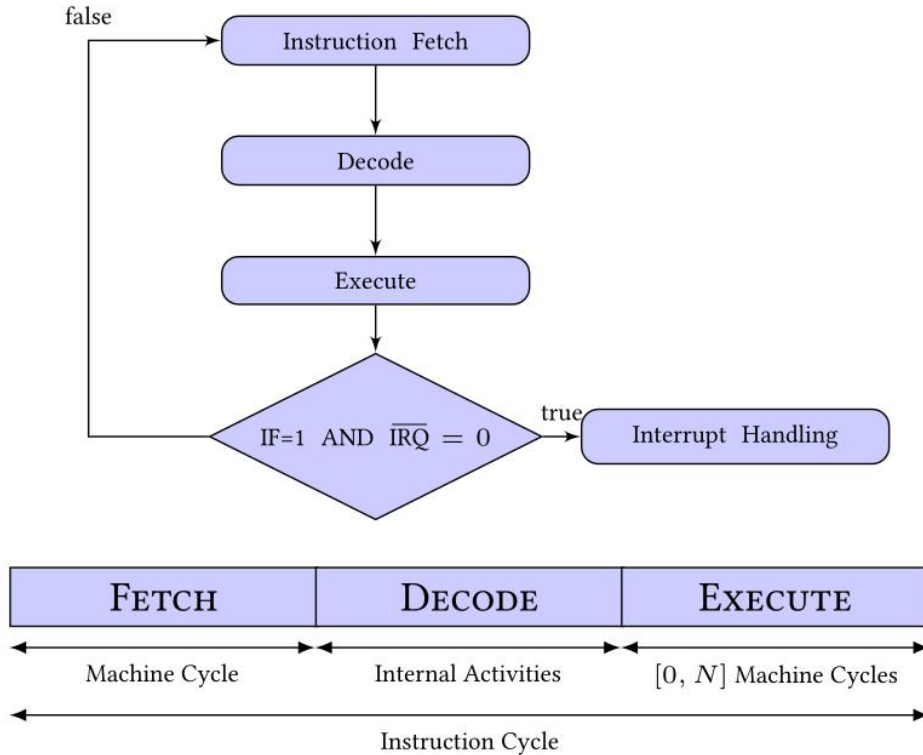 false
Instruction Fetch
Decode
Execute
IF=1 AND I̅R̅Q̅ = 0
true
Interrupt Handling
FETCH
DECODE
EXECUTE
Machine Cycle
Internal Activities
[0, N] Machine Cycles
Instruction Cycle